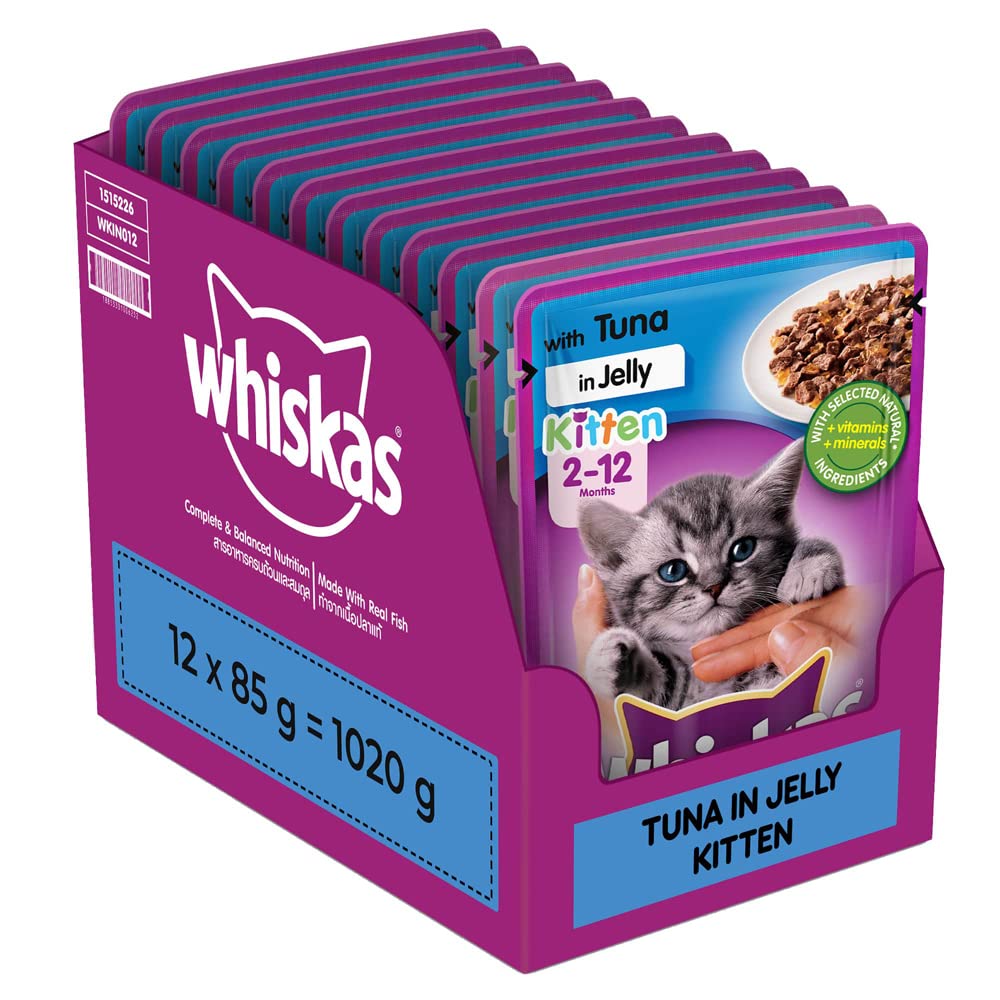 1515226
WKIN012
whiskas®
Complete & Balanced Nutrition
สารอาหารครบถ้วนและสมดุล
Made With Real Fish
ทำจากเนื้อปลาแท้
12 x 85 g = 1020 g
with Tuna
in Jelly
Kitten
2-12
Months
WITH SELECTED NATURAL*
+ vitamins
+ minerals
INGREDIENTS
whiskas®
TUNA IN JELLY
KITTEN